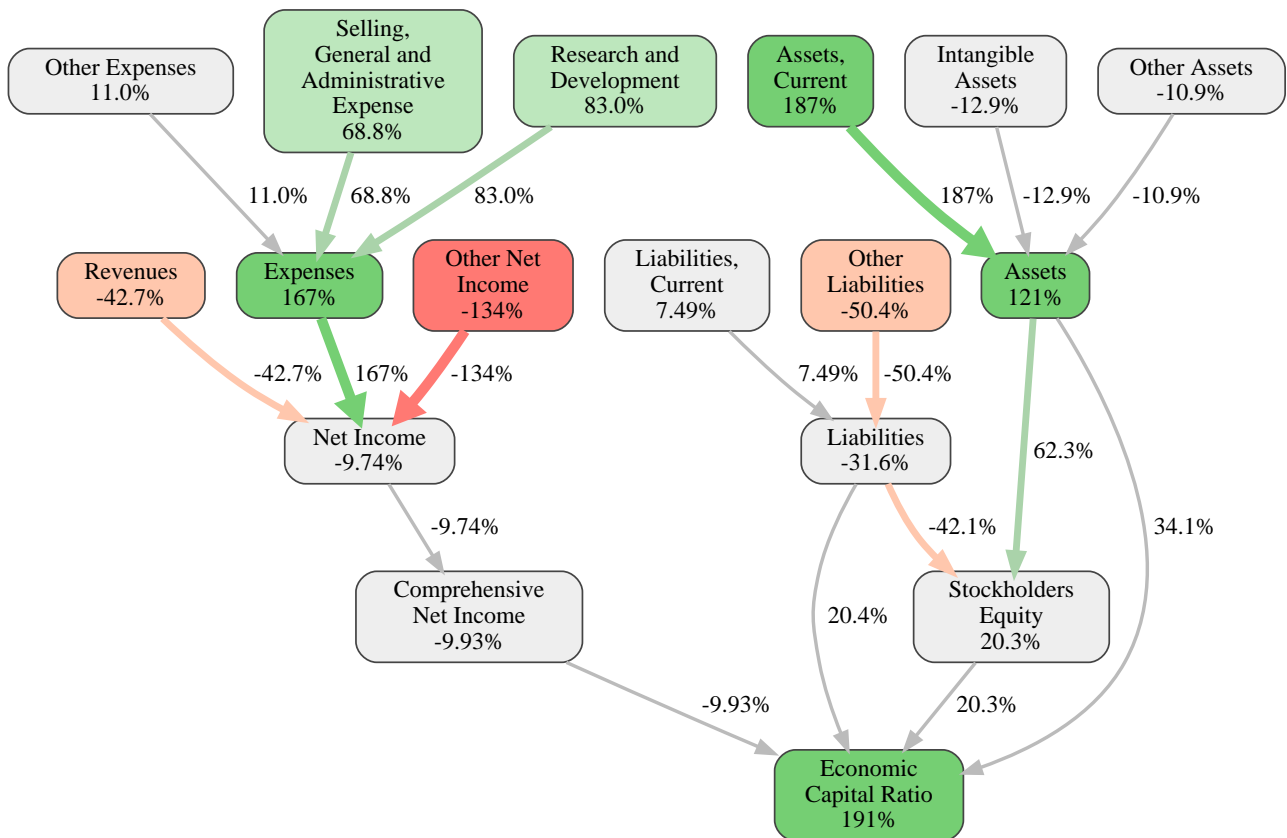 Other Expenses
11.0%
Selling,
General and
Administrative
Expense
68.8%
Research and
Development
83.0%
Assets,
Current
187%
Intangible
Assets
-12.9%
Other Assets
-10.9%
11.0%
68.8%
83.0%
187%
-12.9%
-10.9%
Revenues
-42.7%
Expenses
167%
Other Net
Income
-134%
Liabilities,
Current
7.49%
Other
Liabilities
-50.4%
Assets
121%
-42.7%
167%
-134%
7.49%
-50.4%
Net Income
-9.74%
Liabilities
-31.6%
62.3%
-9.74%
-42.1%
34.1%
Comprehensive
Net Income
-9.93%
20.4%
Stockholders
Equity
20.3%
-9.93%
20.3%
Economic
Capital Ratio
191%